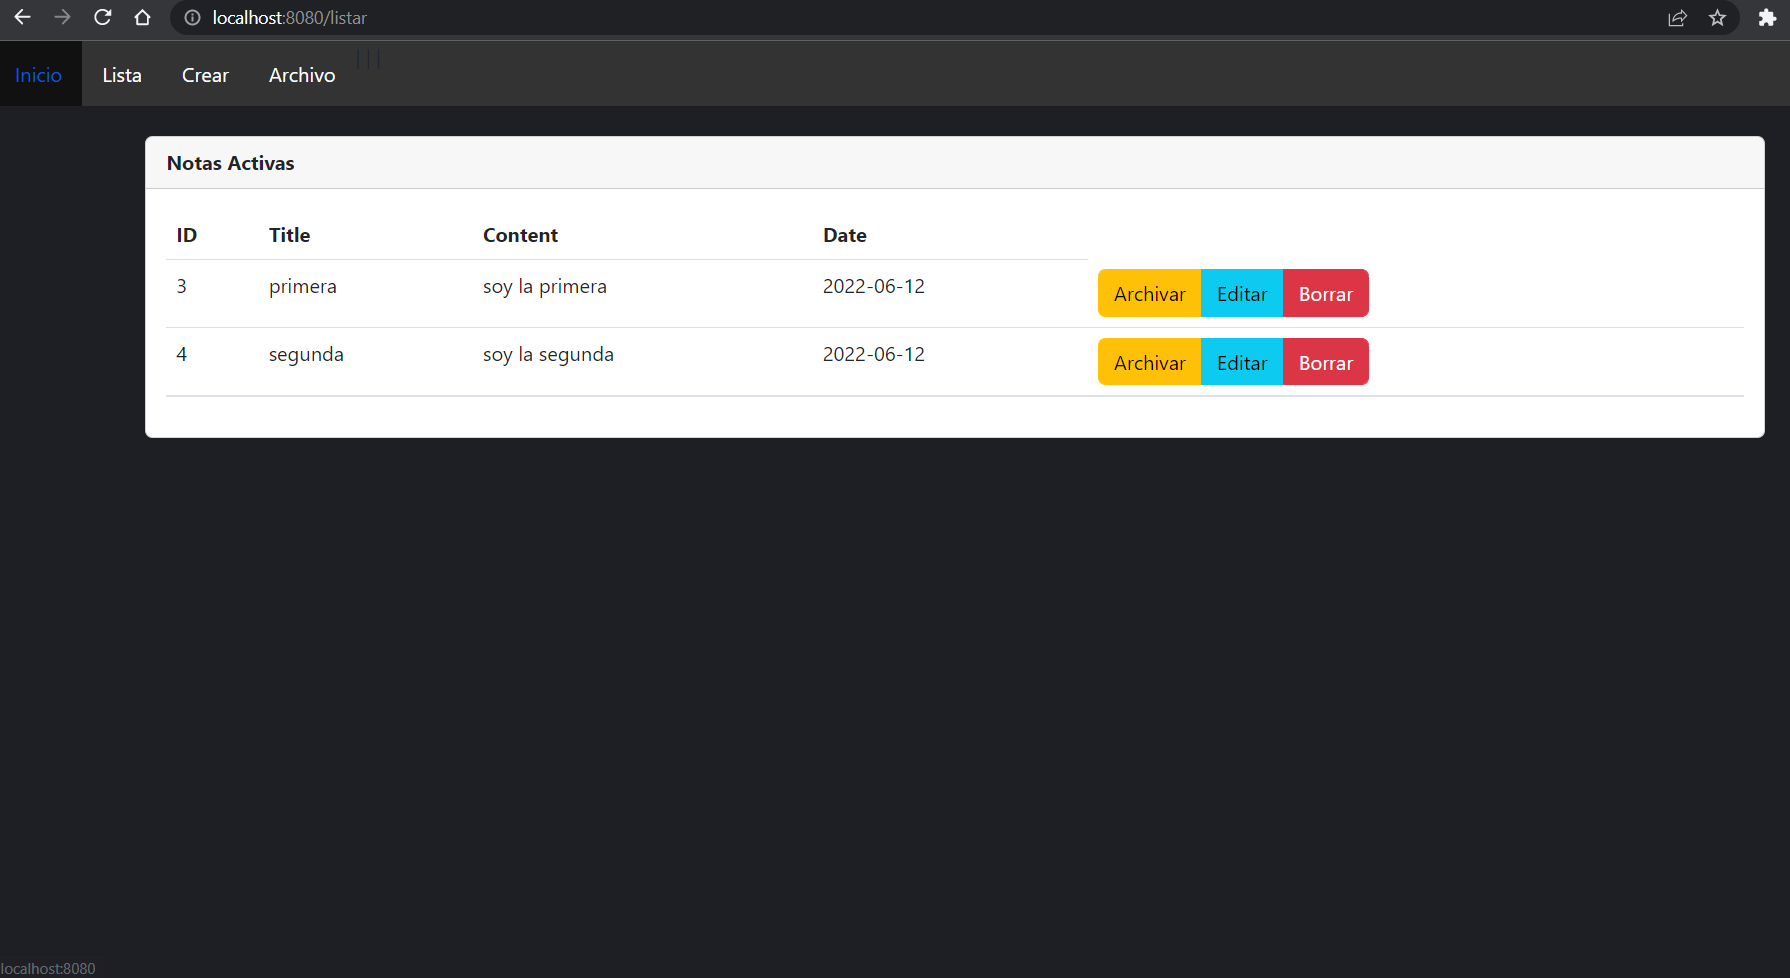 localhost:8080/listar
Inicio Lista Crear Archivo
Notas Activas
ID Title Content Date
3 primera soy la primera 2022-06-12 Archivar Editar Borrar
4 segunda soy la segunda 2022-06-12 Archivar Editar Borrar
localhost:8080